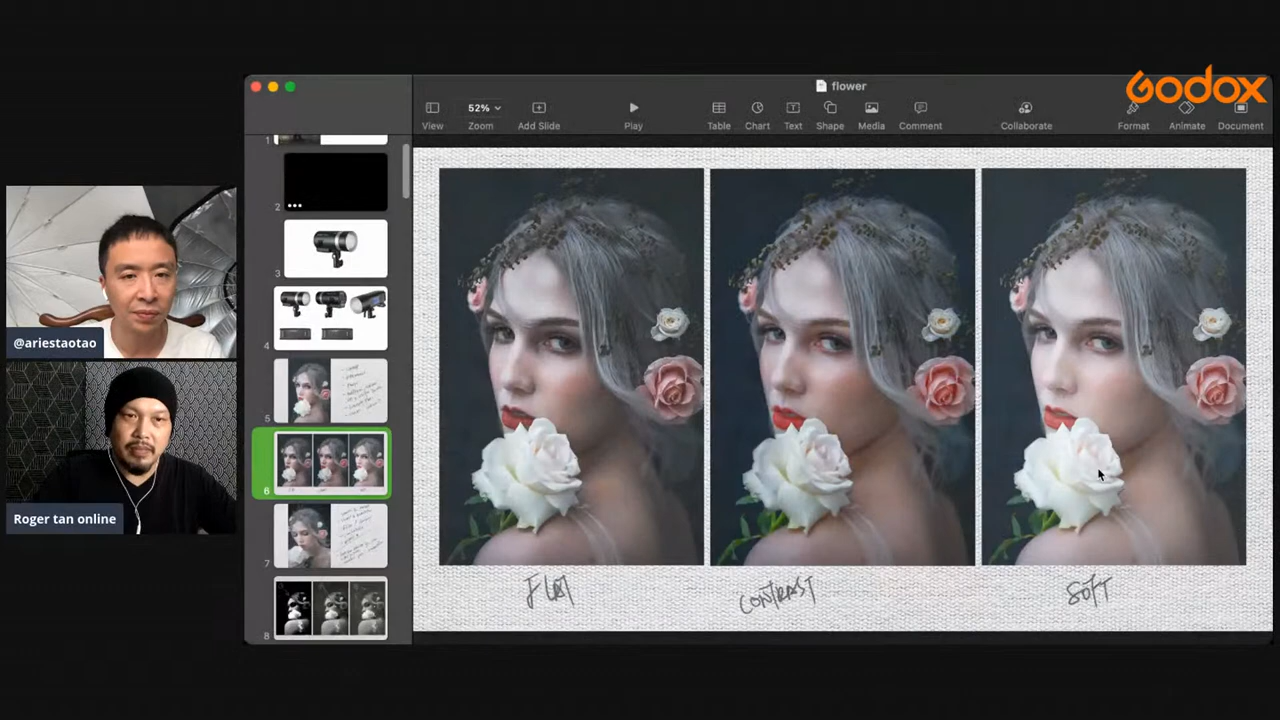 Godox
flower
View
52%
Zoom
Add Slide
Play
Table
Chart
Text
Shape
Media
Comment
Collaborate
Format
Animate
Document
1
2
3
4
5
6
7
8
@ariestaotao
Roger tan online
FLAT
CONTRAST
SOFT